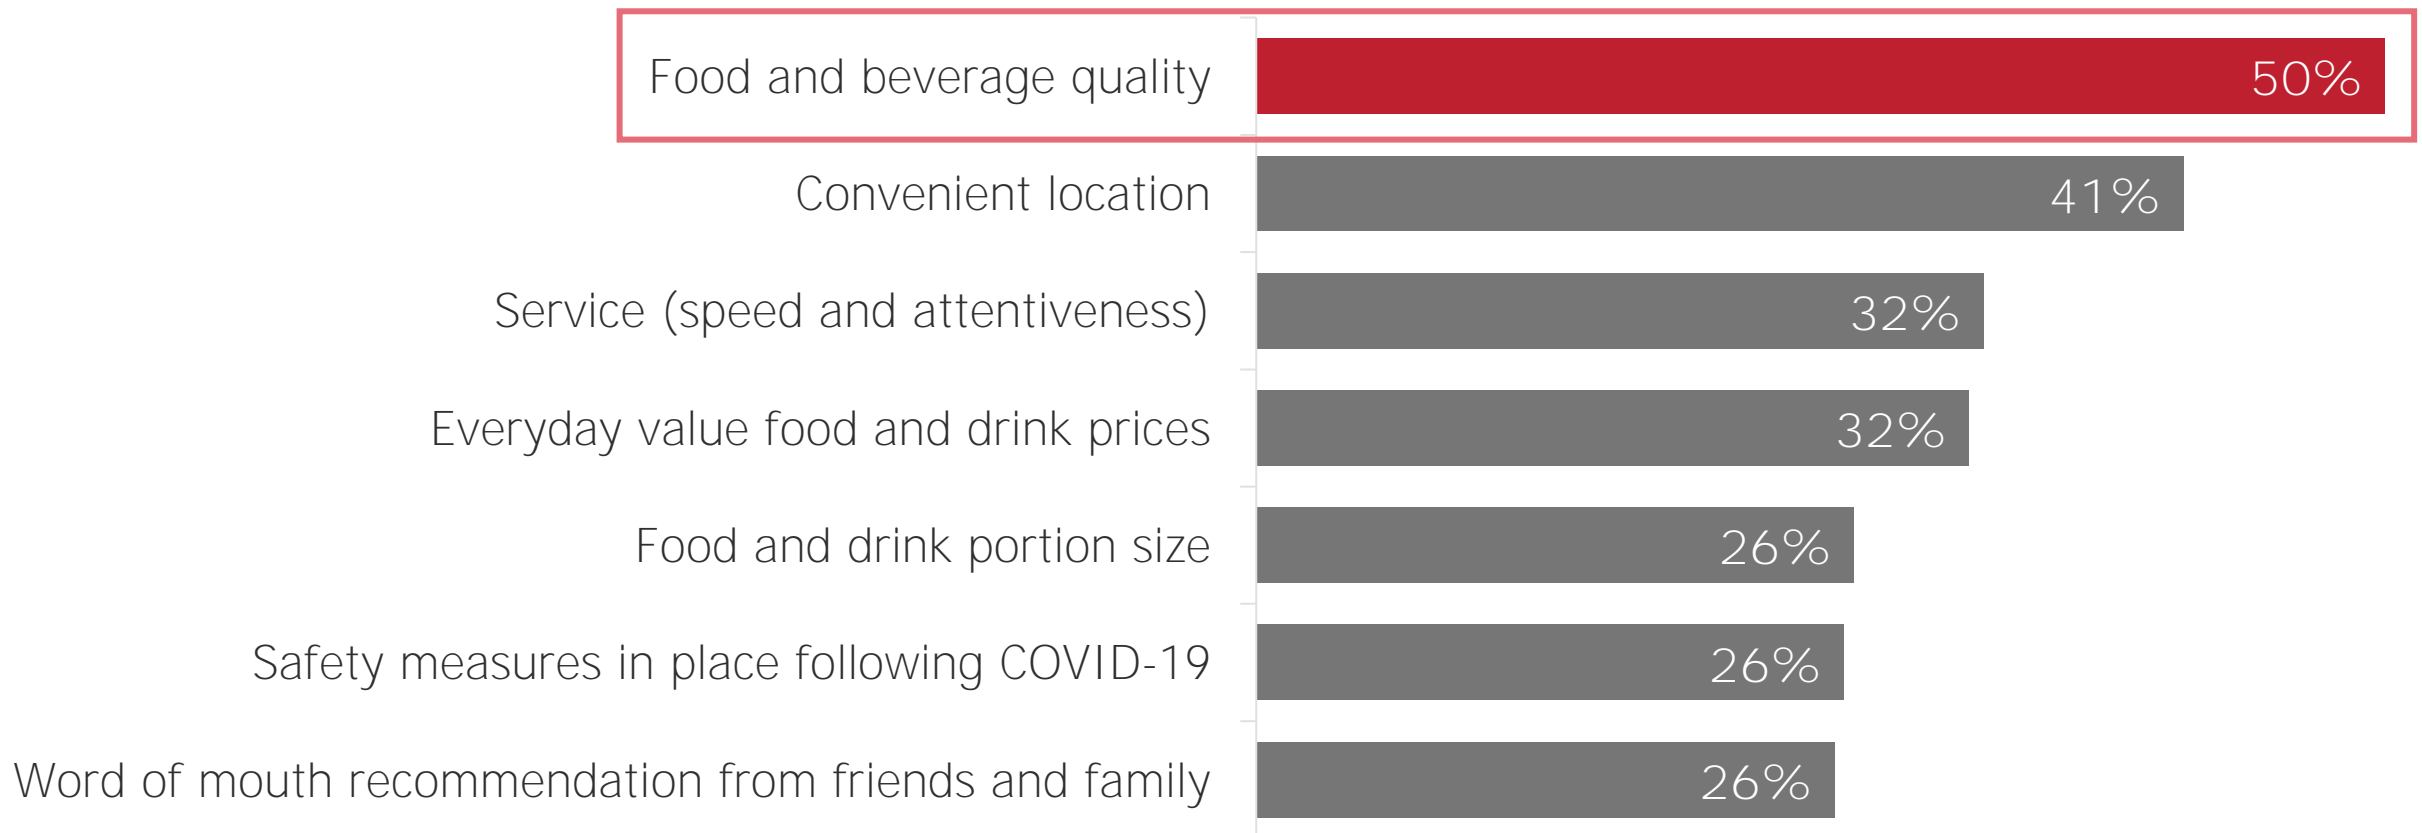 Food and beverage quality 50%
Convenient location 41%
Service (speed and attentiveness) 32%
Everyday value food and drink prices 32%
Food and drink portion size 26%
Safety measures in place following COVID-19 26%
Word of mouth recommendation from friends and family 26%